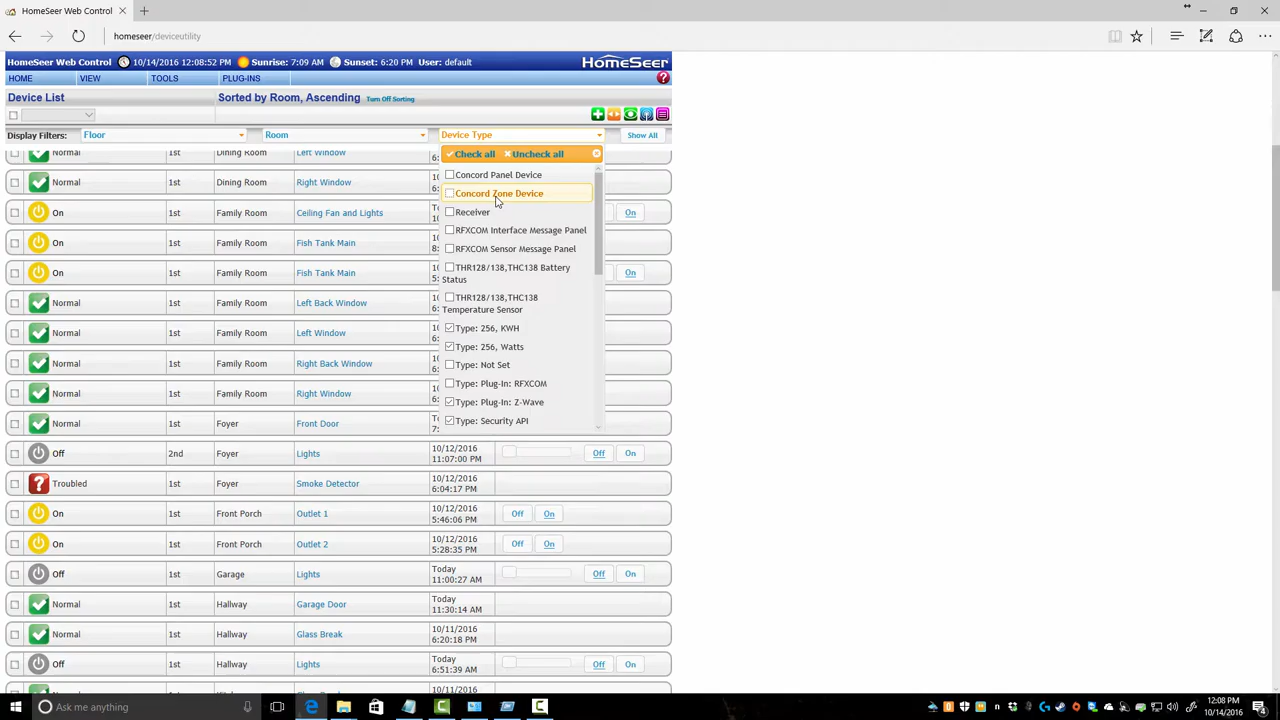 HomeSeer Web Control
homeseer/deviceutility
HomeSeer Web Control 10/14/2016 12:08:52 PM Sunrise: 7:09 AM Sunset: 6:20 PM User: default HomeSeer
HOME VIEW TOOLS PLUG-INS
Device List Sorted by Room, Ascending Turn Off Sorting
Display Filters: Floor Room Device Type Show All
Check all Uncheck all
Concord Panel Device
Concord Zone Device
Receiver
RFXCOM Interface Message Panel
RFXCOM Sensor Message Panel
THR128/138,THC138 Battery
Status
THR128/138,THC138
Temperature Sensor
Type: 256, KWH
Type: 256, Watts
Type: Not Set
Type: Plug-In: RFXCOM
Type: Plug-In: Z-Wave
Type: Security API
Normal 1st Dining Room Left Window
Normal 1st Dining Room Right Window
On 1st Family Room Ceiling Fan and Lights On
On 1st Family Room Fish Tank Main
On 1st Family Room Fish Tank Main On
Normal 1st Family Room Left Back Window
Normal 1st Family Room Left Window
Normal 1st Family Room Right Back Window
Normal 1st Family Room Right Window
Normal 1st Foyer Front Door
Off 2nd Foyer Lights 10/12/2016 11:07:00 PM Off On
Troubled 1st Foyer Smoke Detector 10/12/2016 6:04:17 PM
On 1st Front Porch Outlet 1 10/12/2016 5:46:06 PM Off On
On 1st Front Porch Outlet 2 10/12/2016 5:28:35 PM Off On
Off 1st Garage Lights Today 11:00:27 AM Off On
Normal 1st Hallway Garage Door Today 11:30:14 AM
Normal 1st Hallway Glass Break 10/11/2016 6:20:18 PM
Off 1st Hallway Lights Today 6:51:39 AM Off On
10/11/2016
Ask me anything
12:08 PM
10/14/2016